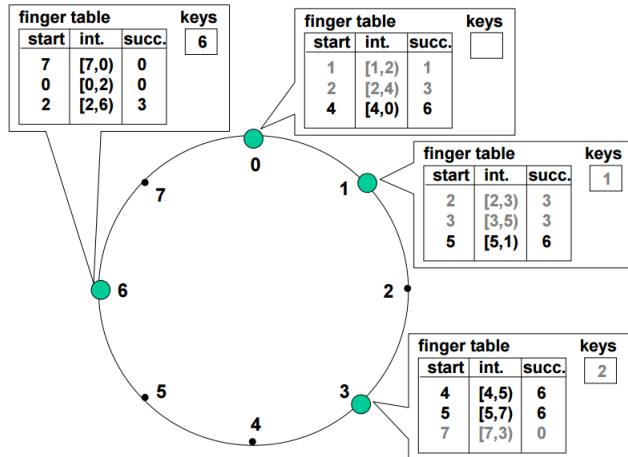 finger table keys
start int. succ. 6
7 [7,0) 0
0 [0,2) 0
2 [2,6) 3
finger table keys
start int. succ.
1 [1,2) 1
2 [2,4) 3
4 [4,0) 6
finger table keys
start int. succ. 1
2 [2,3) 3
3 [3,5) 3
5 [5,1) 6
finger table keys
start int. succ. 2
4 [4,5) 6
5 [5,7) 6
7 [7,3) 0
0
1
2
3
4
5
6
7